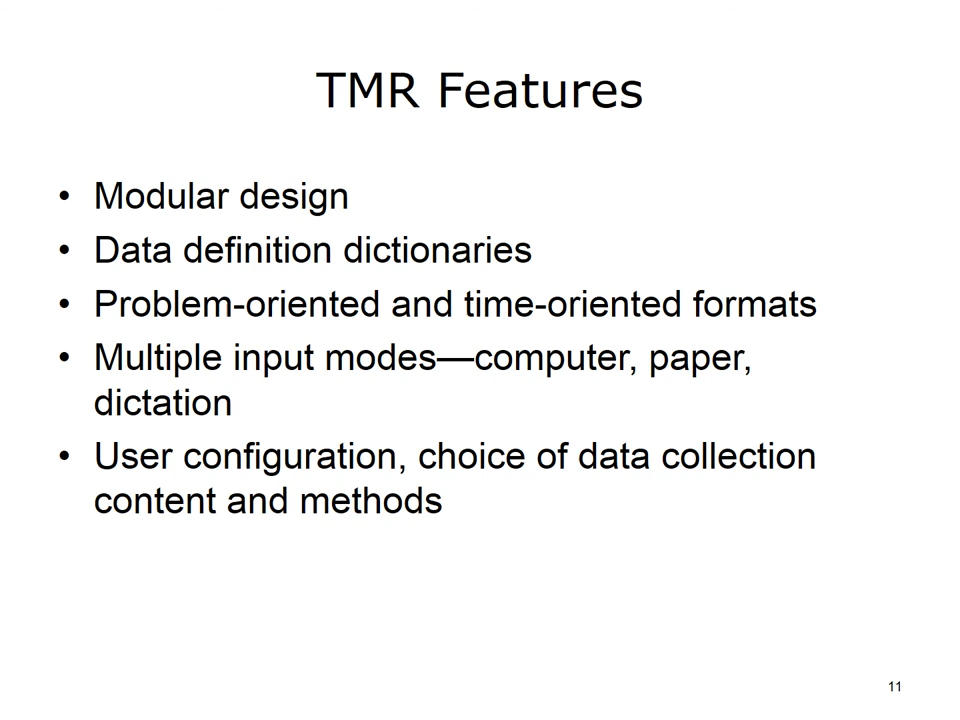 TMR Features
• Modular design
• Data definition dictionaries
• Problem-oriented and time-oriented formats
• Multiple input modes—computer, paper,
dictation
• User configuration, choice of data collection
content and methods
11